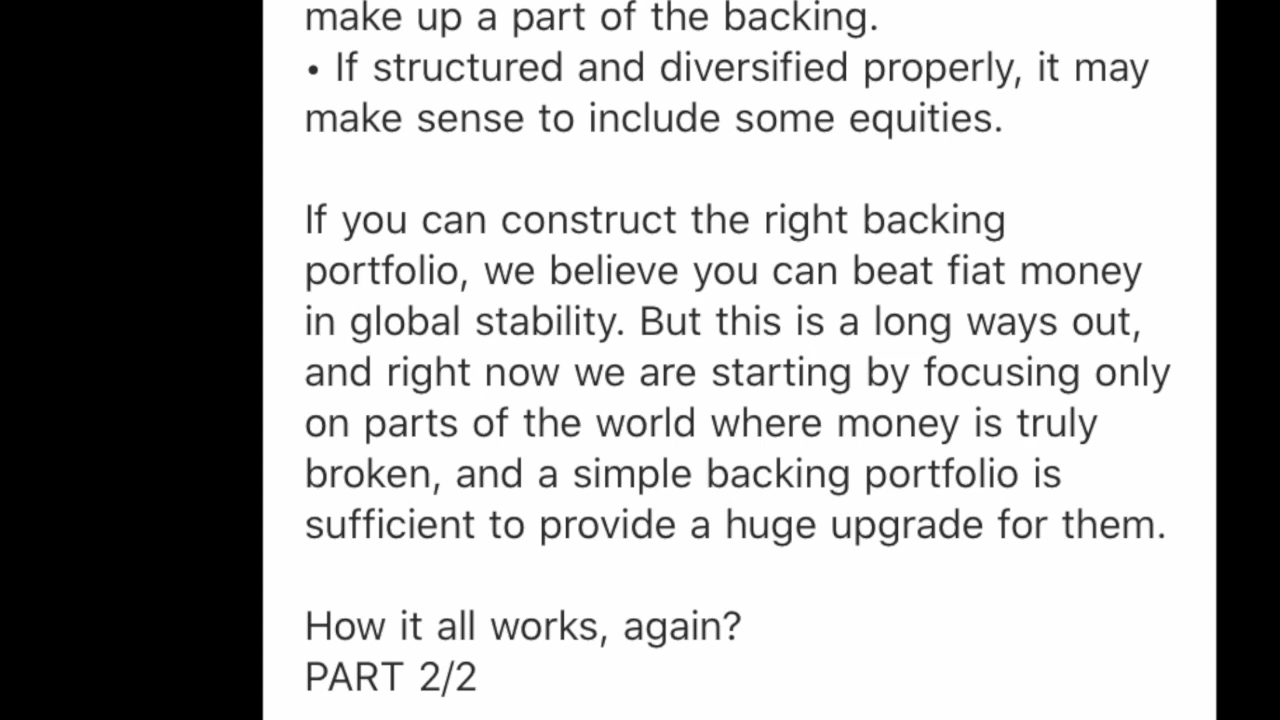 make up a part of the backing.
• If structured and diversified properly, it may
make sense to include some equities.
If you can construct the right backing
portfolio, we believe you can beat fiat money
in global stability. But this is a long ways out,
and right now we are starting by focusing only
on parts of the world where money is truly
broken, and a simple backing portfolio is
sufficient to provide a huge upgrade for them.
How it all works, again?
PART 2/2